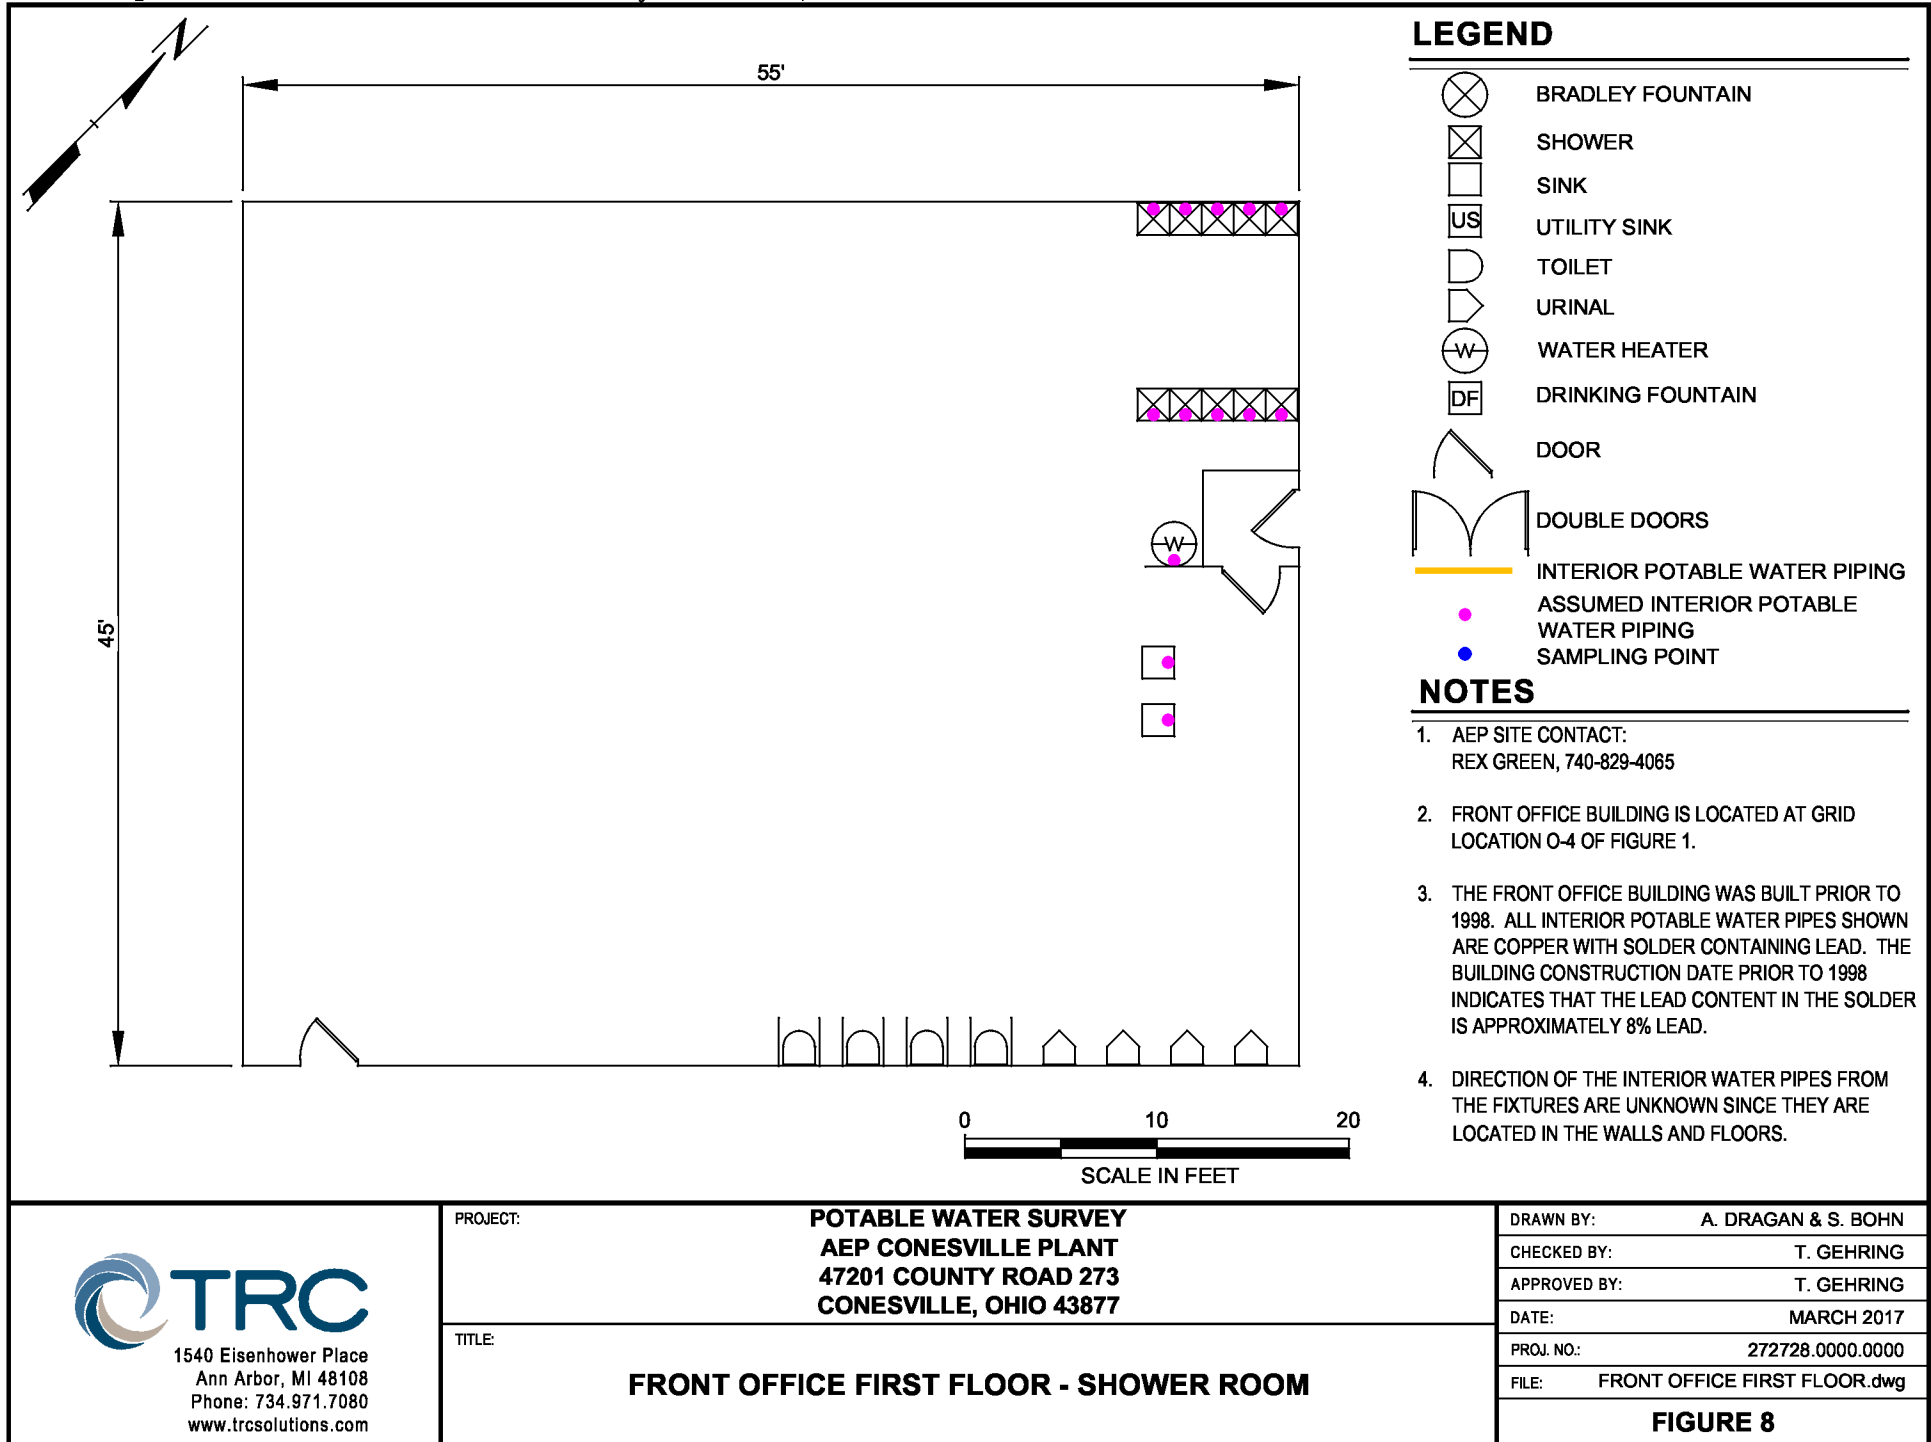 N
55'
45'
W
0 10 20
SCALE IN FEET
LEGEND
BRADLEY FOUNTAIN
SHOWER
SINK
US UTILITY SINK
TOILET
URINAL
W WATER HEATER
DF DRINKING FOUNTAIN
DOOR
DOUBLE DOORS
INTERIOR POTABLE WATER PIPING
ASSUMED INTERIOR POTABLE
WATER PIPING
SAMPLING POINT
NOTES
1. AEP SITE CONTACT:
REX GREEN, 740-829-4065
2. FRONT OFFICE BUILDING IS LOCATED AT GRID
LOCATION O-4 OF FIGURE 1.
3. THE FRONT OFFICE BUILDING WAS BUILT PRIOR TO
1998. ALL INTERIOR POTABLE WATER PIPES SHOWN
ARE COPPER WITH SOLDER CONTAINING LEAD. THE
BUILDING CONSTRUCTION DATE PRIOR TO 1998
INDICATES THAT THE LEAD CONTENT IN THE SOLDER
IS APPROXIMATELY 8% LEAD.
4. DIRECTION OF THE INTERIOR WATER PIPES FROM
THE FIXTURES ARE UNKNOWN SINCE THEY ARE
LOCATED IN THE WALLS AND FLOORS.
TRC
1540 Eisenhower Place
Ann Arbor, MI 48108
Phone: 734.971.7080
www.trcsolutions.com
PROJECT:
POTABLE WATER SURVEY
AEP CONESVILLE PLANT
47201 COUNTY ROAD 273
CONESVILLE, OHIO 43877
TITLE:
FRONT OFFICE FIRST FLOOR - SHOWER ROOM
DRAWN BY: A. DRAGAN & S. BOHN
CHECKED BY: T. GEHRING
APPROVED BY: T. GEHRING
DATE: MARCH 2017
PROJ. NO.: 272728.0000.0000
FILE: FRONT OFFICE FIRST FLOOR.dwg
FIGURE 8